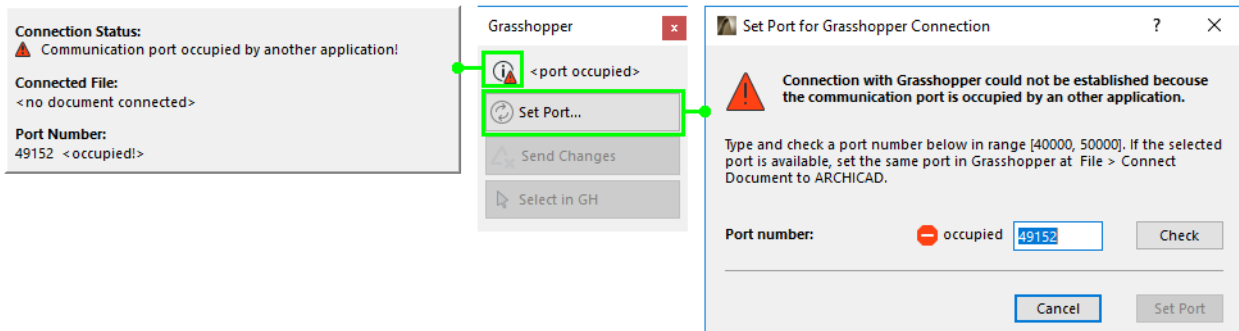 Connection Status:
Communication port occupied by another application!
Connected File:
<no document connected>
Port Number:
49152 <occupied!>
Grasshopper
x
<port occupied>
Set Port...
Send Changes
Select in GH
Set Port for Grasshopper Connection
?
Connection with Grasshopper could not be established becouse
the communication port is occupied by an other application.
Type and check a port number below in range [40000, 50000]. If the selected
port is available, set the same port in Grasshopper at File > Connect
Document to ARCHICAD.
Port number:
occupied
49152
Check
Cancel
Set Port